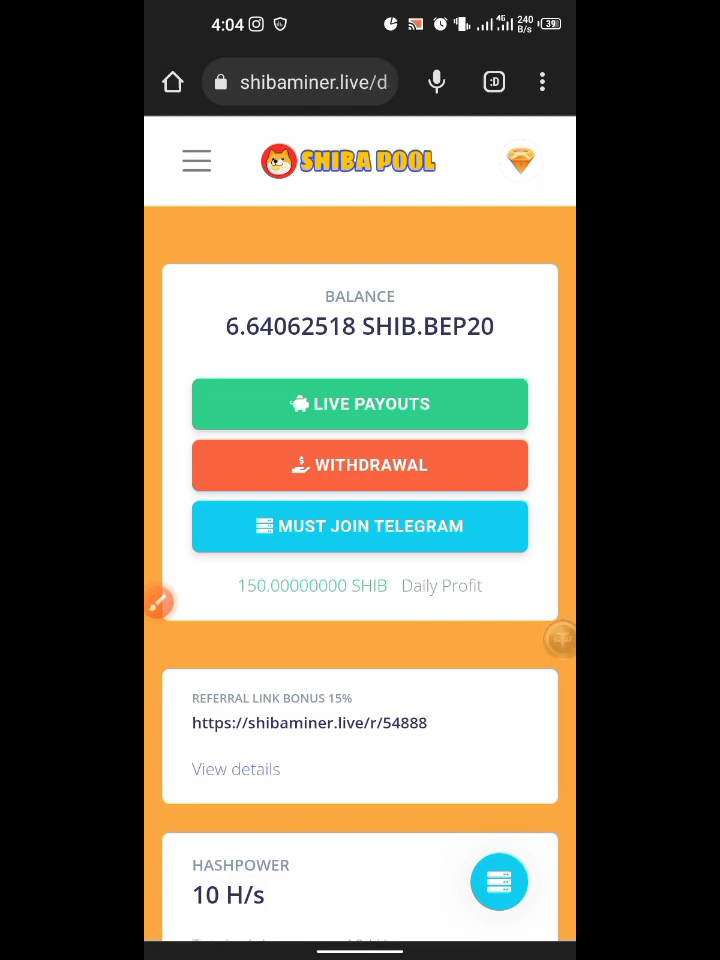 4:04
4G
240
B/s
39
shibaminer.live/d
:D
SHIBA POOL
BALANCE
6.64062518 SHIB.BEP20
LIVE PAYOUTS
WITHDRAWAL
MUST JOIN TELEGRAM
150.00000000 SHIB Daily Profit
REFERRAL LINK BONUS 15%
https://shibaminer.live/r/54888
View details
HASHPOWER
10 H/s